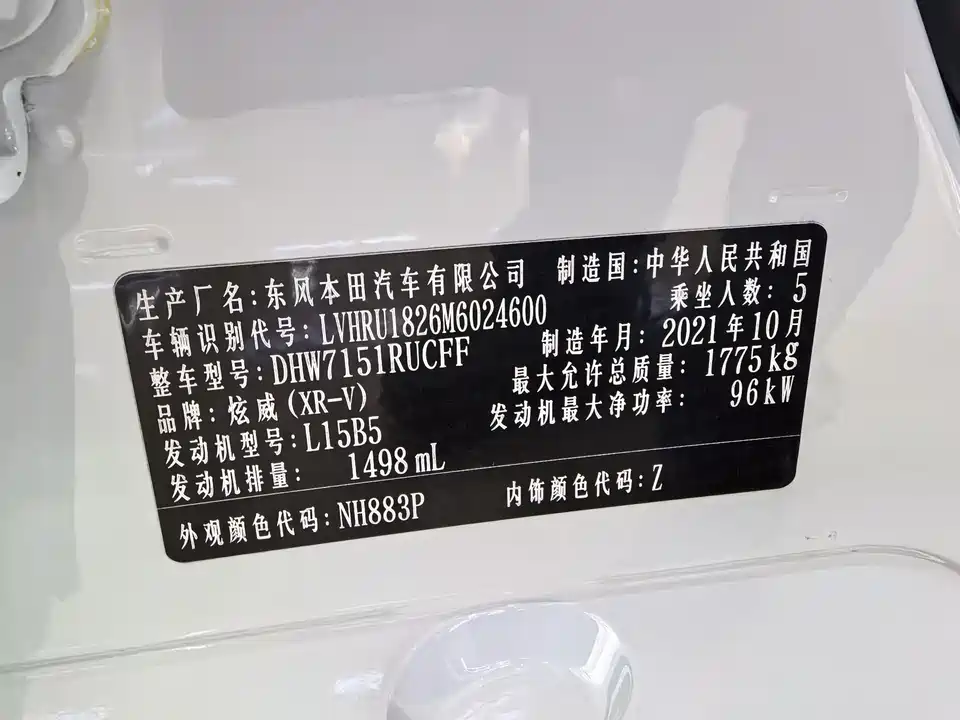 生产厂名:东风本田汽车有限公司 制造国:中华人民共和国
车辆识别代号:LVHRU1826M6024600 乘坐人数: 5
整车型号:DHW7151RUCFF 制造年月: 2021年10月
品牌: 炫威(XR-V) 最大允许总质量: 1775kg
发动机型号:L15B5 发动机最大净功率: 96kW
发动机排量: 1498mL
外观颜色代码:NH883P 内饰颜色代码:Z